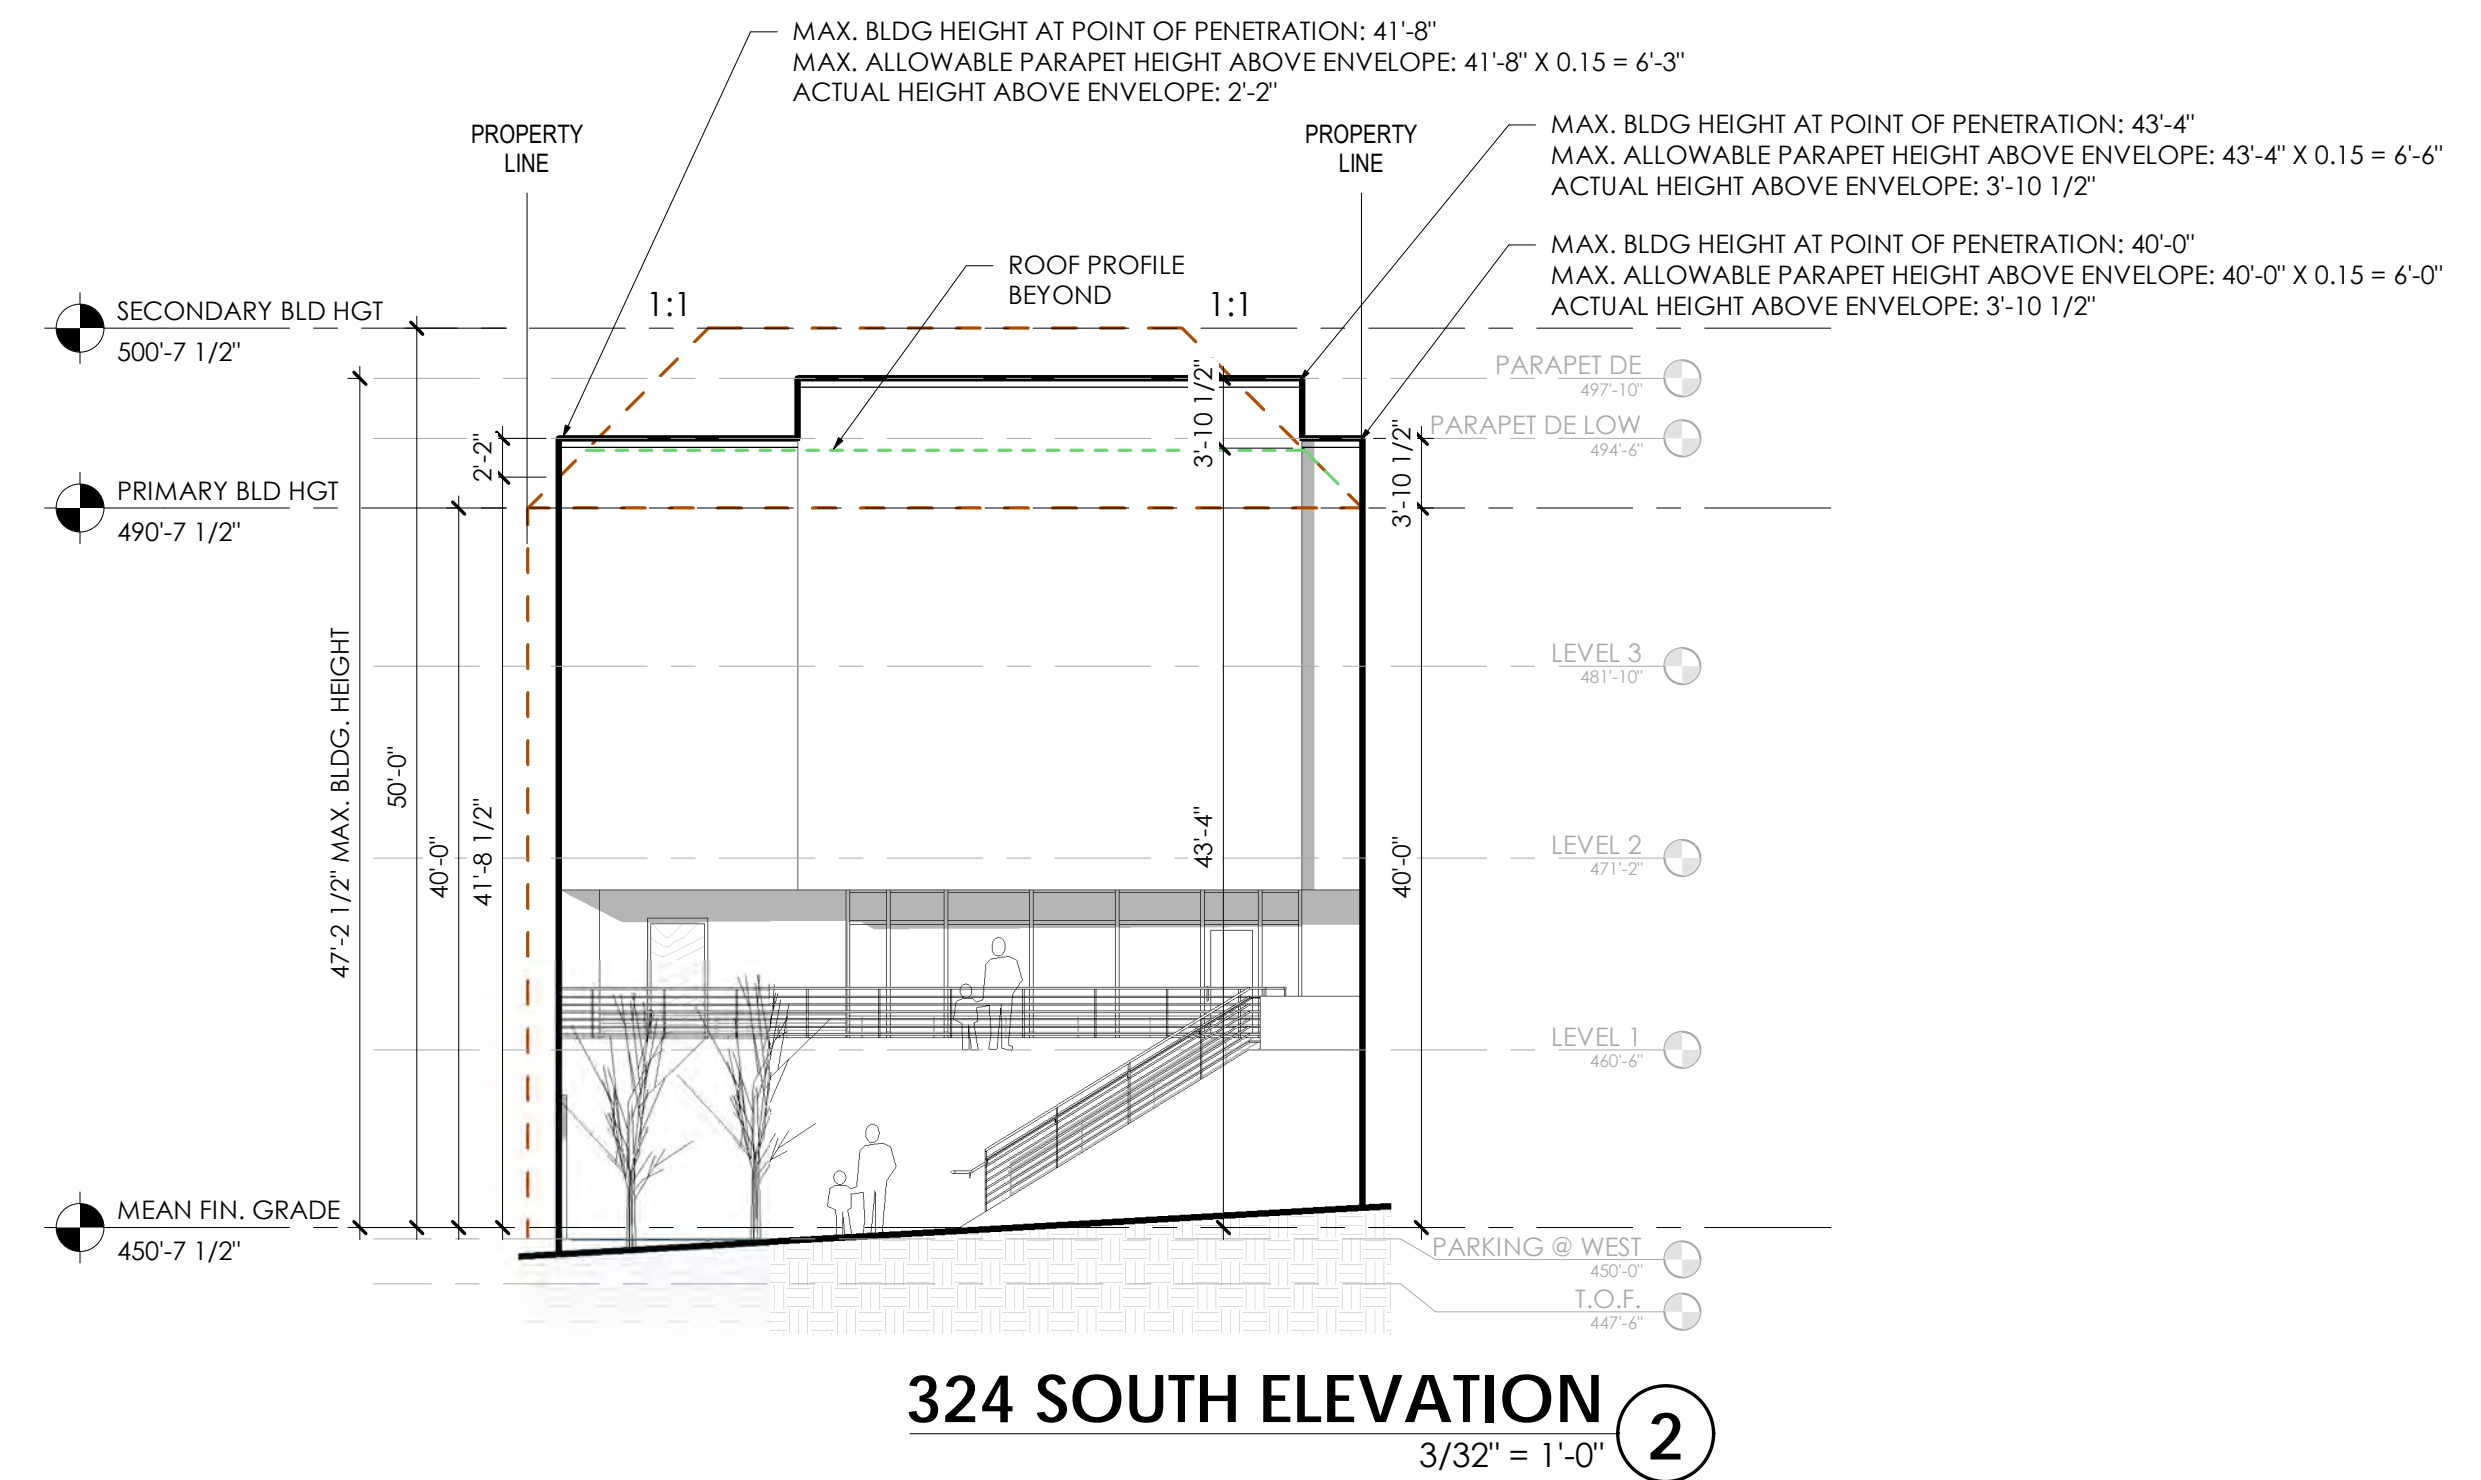 MAX. BLDG HEIGHT AT POINT OF PENETRATION: 41'-8"
MAX. ALLOWABLE PARAPET HEIGHT ABOVE ENVELOPE: 41'-8" X 0.15 = 6'-3"
ACTUAL HEIGHT ABOVE ENVELOPE: 2'-2"
PROPERTY
LINE
PROPERTY
LINE
MAX. BLDG HEIGHT AT POINT OF PENETRATION: 43'-4"
MAX. ALLOWABLE PARAPET HEIGHT ABOVE ENVELOPE: 43'-4" X 0.15 = 6'-6"
ACTUAL HEIGHT ABOVE ENVELOPE: 3'-10 1/2"
MAX. BLDG HEIGHT AT POINT OF PENETRATION: 40'-0"
MAX. ALLOWABLE PARAPET HEIGHT ABOVE ENVELOPE: 40'-0" X 0.15 = 6'-0"
ACTUAL HEIGHT ABOVE ENVELOPE: 3'-10 1/2"
ROOF PROFILE
BEYOND
1:1
1:1
SECONDARY BLD HGT
500'-7 1/2"
PARAPET DE
497'-10"
PARAPET DE LOW
494'-6"
2'-2"
3'-10 1/2"
3'-10 1/2"
PRIMARY BLD HGT
490'-7 1/2"
LEVEL 3
481'-10"
47'-2 1/2" MAX. BLDG. HEIGHT
50'-0"
40'-0"
41'-8 1/2"
43'-4"
40'-0"
LEVEL 2
471'-2"
LEVEL 1
460'-6"
MEAN FIN. GRADE
450'-7 1/2"
PARKING @ WEST
450'-0"
T.O.F.
447'-6"
324 SOUTH ELEVATION
2
3/32" = 1'-0"